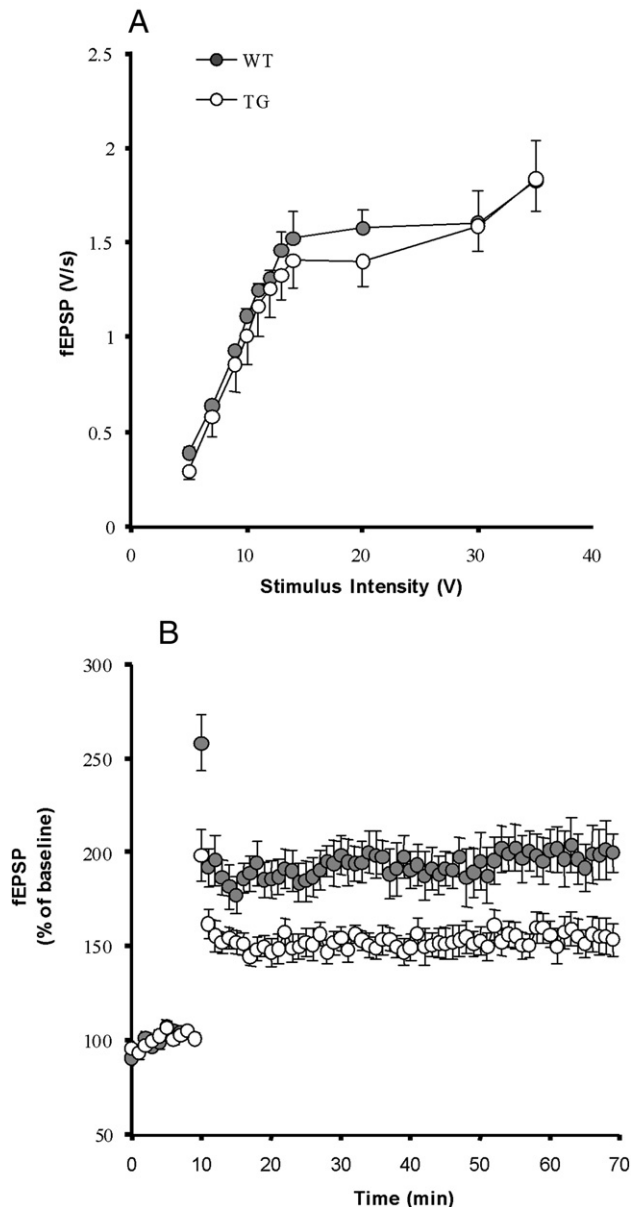 A
WT
TG
2.5
2
1.5
1
0.5
0
fEPSP (V/s)
0 10 20 30 40
Stimulus Intensity (V)
B
300
250
200
150
100
50
fEPSP
(% of baseline)
0 10 20 30 40 50 60 70
Time (min)